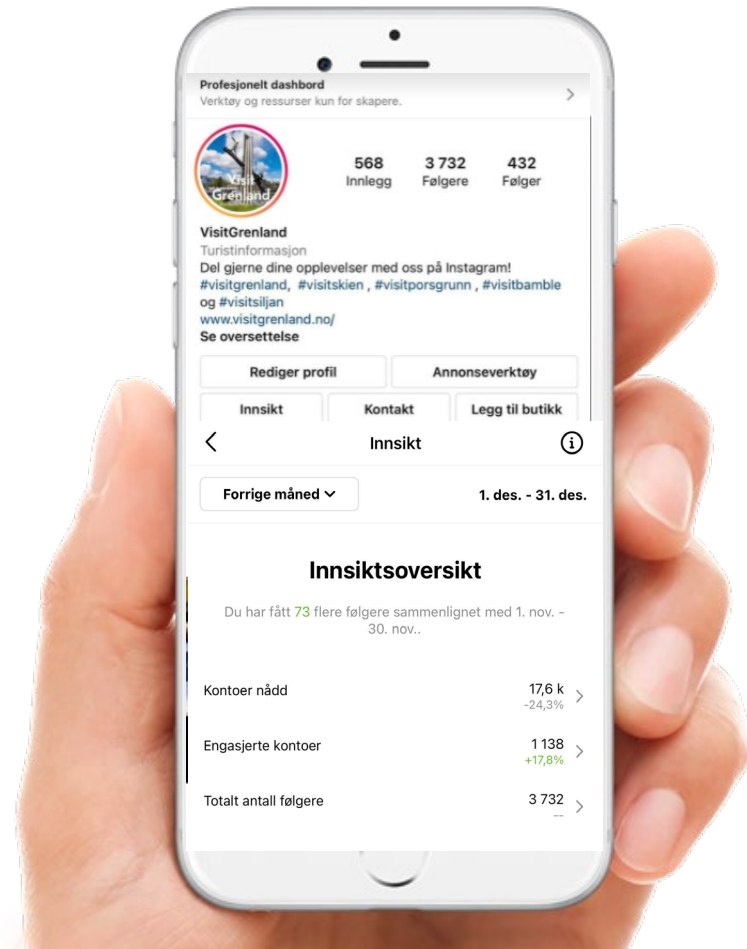 Profesjonelt dashbord
Verktøy og ressurser kun for skapere.
Visit
Grenland
568 3 732 432
Innlegg Følgere Følger
VisitGrenland
Turistinformasjon
Del gjerne dine opplevelser med oss på Instagram!
#visitgrenland, #visitskien , #visitporsgrunn , #visitbamble
og #visitsiljan
www.visitgrenland.no/
Se oversettelse
Rediger profil Annonseverktøy
Innsikt Kontakt Legg til butikk
Innsikt
Forrige måned 1. des. - 31. des.
Innsiktsoversikt
Du har fått 73 flere følgere sammenlignet med 1. nov. -
30. nov..
Kontoer nådd 17,6 k
-24,3%
Engasjerte kontoer 1 138
+17,8%
Totalt antall følgere 3 732
--